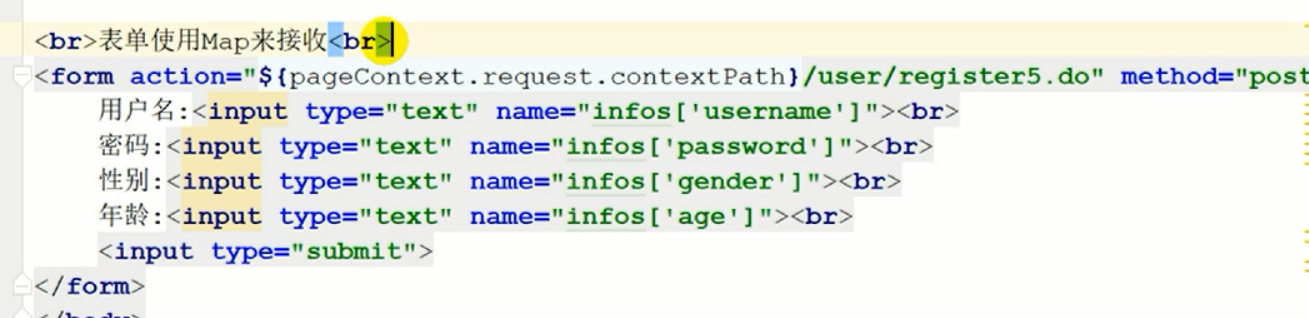 <br>表单使用Map来接收<br>
<form action="${pageContext.request.contextPath}/user/register5.do" method="post
用户名:<input type="text" name="infos['username']"><br>
密码:<input type="text" name="infos['password']"><br>
性别:<input type="text" name="infos['gender']"><br>
年龄:<input type="text" name="infos['age']"><br>
<input type="submit">
</form>
</body>